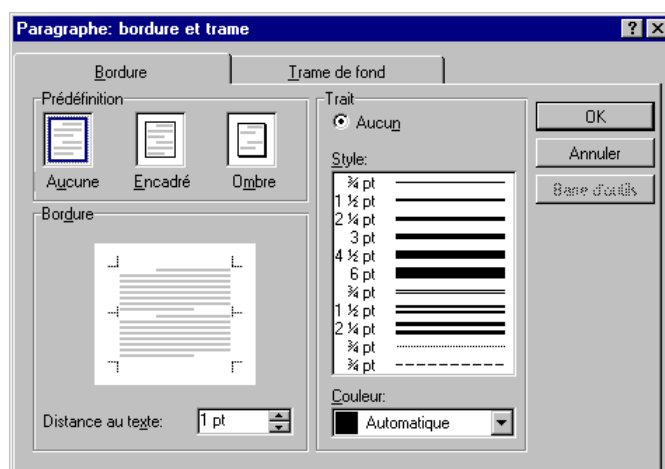 Paragraphe: bordure et trame
Bordure
Trame de fond
Prédéfinition
Aucune
Encadré
Ombre
Bordure
Distance au texte:
1 pt
Trait
Aucun
Style:
¾ pt
1 ½ pt
2 ¼ pt
3 pt
4 ½ pt
6 pt
¾ pt
1 ½ pt
2 ¼ pt
¾ pt
¾ pt
Couleur:
Automatique
OK
Annuler
Barre d'outils